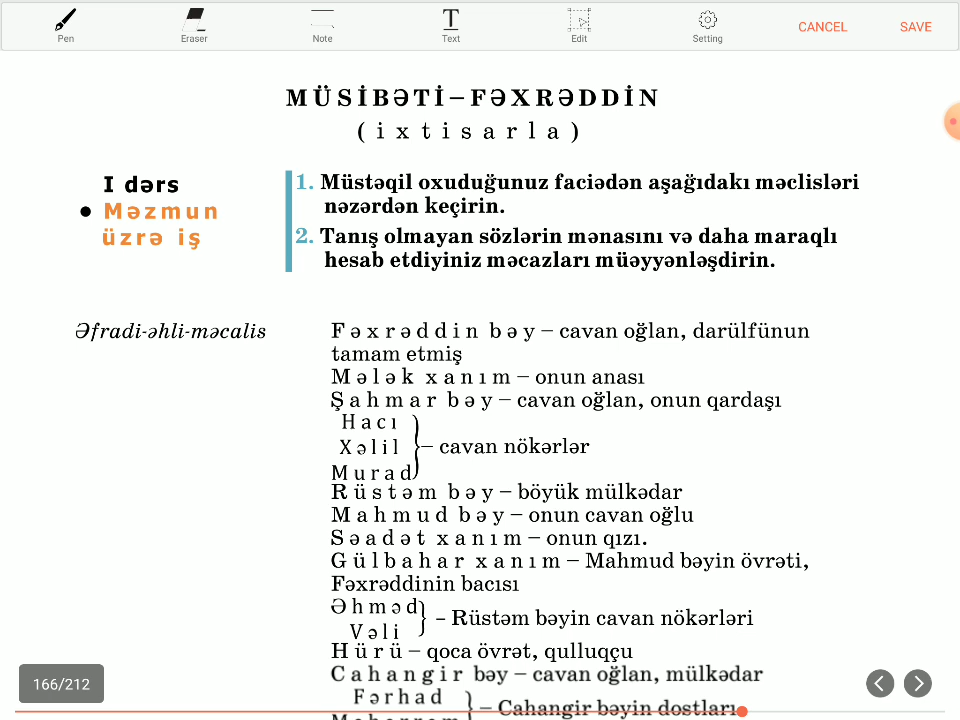 Pen
Eraser
Note
Text
Edit
Setting
CANCEL
SAVE
MÜSİBƏTİ–FƏXRƏDDİN
(ixtisarla)
I dərs
• Məzmun
üzrə iş
1. Müstəqil oxuduğunuz faciədən aşağıdakı məclisləri
nəzərdən keçirin.
2. Tanış olmayan sözlərin mənasını və daha maraqlı
hesab etdiyiniz məcazları müəyyənləşdirin.
Əfradi-əhli-məcalis
Fəxrəddin bəy – cavan oğlan, darülfünun
tamam etmiş
Mələk xanım – onun anası
Şahmar bəy – cavan oğlan, onun qardaşı
Hacı
Xəlil
– cavan nökərlər
Murad
Rüstəm bəy – böyük mülkədar
Mahmud bəy – onun cavan oğlu
Səadət xanım – onun qızı.
Gülbahar xanım – Mahmud bəyin övrəti,
Fəxrəddinin bacısı
Əhməd
– Rüstəm bəyin cavan nökərləri
Vəli
Hürü – qoca övrət, qulluqçu
Cahangir bəy – cavan oğlan, mülkədar
Fərhad
– Cahangir bəyin dostları
166/212